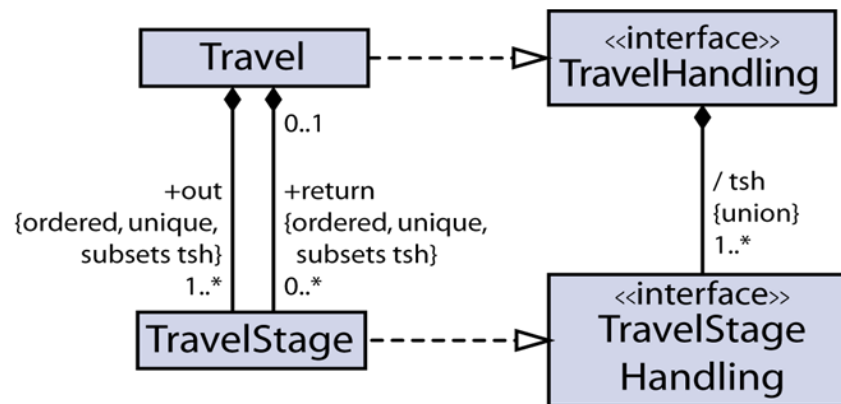 Travel
<<interface>>
TravelHandling
0..1
+out
{ordered, unique,
subsets tsh}
1..*
+return
{ordered, unique,
subsets tsh}
0..*
/ tsh
{union}
1..*
TravelStage
<<interface>>
TravelStage
Handling